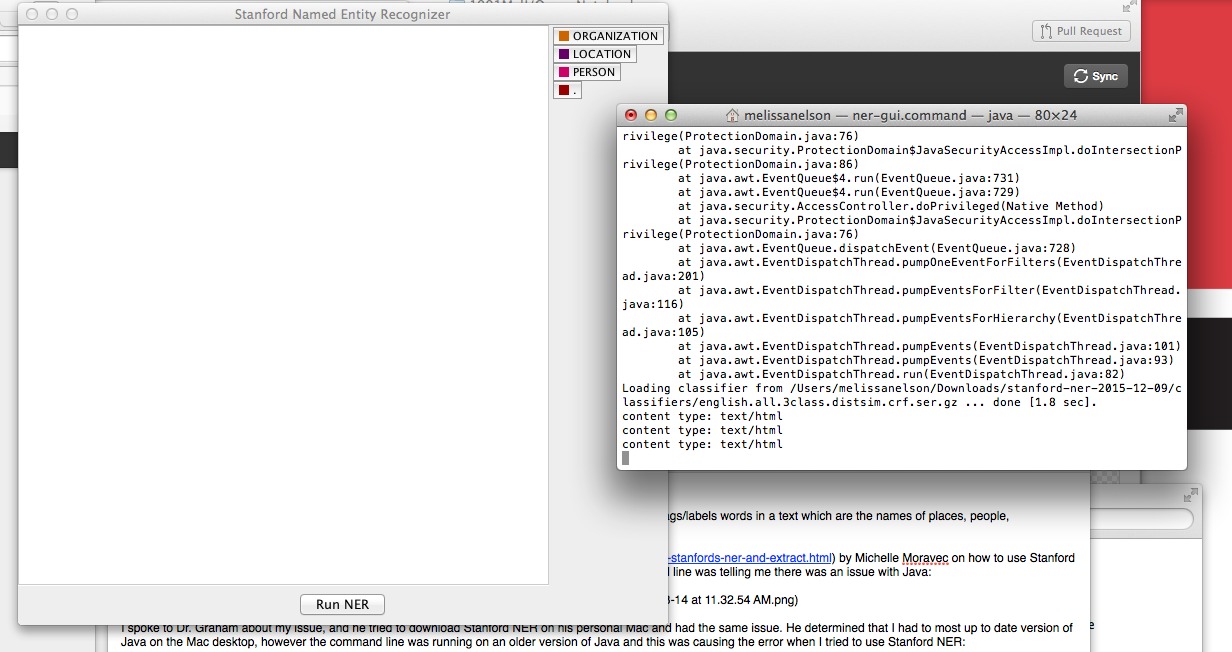 Stanford Named Entity Recognizer
ORGANIZATION
LOCATION
PERSON
.
Run NER
Pull Request
Sync
melissanelson — ner-gui.command — java — 80×24
rivilege(ProtectionDomain.java:76)
at java.security.ProtectionDomain$JavaSecurityAccessImpl.doIntersectionP
rivilege(ProtectionDomain.java:86)
at java.awt.EventQueue$4.run(EventQueue.java:731)
at java.awt.EventQueue$4.run(EventQueue.java:729)
at java.security.AccessController.doPrivileged(Native Method)
at java.security.ProtectionDomain$JavaSecurityAccessImpl.doIntersectionP
rivilege(ProtectionDomain.java:76)
at java.awt.EventQueue.dispatchEvent(EventQueue.java:728)
at java.awt.EventDispatchThread.pumpOneEventForFilters(EventDispatchThre
ad.java:201)
at java.awt.EventDispatchThread.pumpEventsForFilter(EventDispatchThread.
java:116)
at java.awt.EventDispatchThread.pumpEventsForHierarchy(EventDispatchThre
ad.java:105)
at java.awt.EventDispatchThread.pumpEvents(EventDispatchThread.java:101)
at java.awt.EventDispatchThread.pumpEvents(EventDispatchThread.java:93)
at java.awt.EventDispatchThread.run(EventDispatchThread.java:82)
Loading classifier from /Users/melissanelson/Downloads/stanford-ner-2015-12-09/c
lassifiers/english.all.3class.distsim.crf.ser.gz ... done [1.8 sec].
content type: text/html
content type: text/html
content type: text/html
ags/labels words in a text which are the names of places, people,
-stanfords-ner-and-extract.html) by Michelle Moravec on how to use Stanford
line was telling me there was an issue with Java:
-14 at 11.32.54 AM.png)
I spoke to Dr. Graham about my issue, and he tried to download Stanford NER on his personal Mac and had the same issue. He determined that I had to most up to date version of
Java on the Mac desktop, however the command line was running on an older version of Java and this was causing the error when I tried to use Stanford NER: